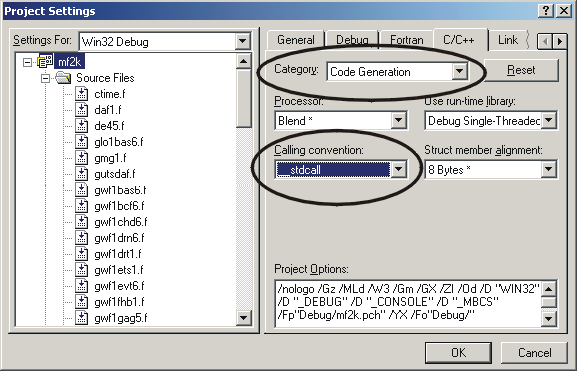 Project Settings
Settings For: Win32 Debug
mf2k
Source Files
ctime.f
daf1.f
de45.f
glo1bas6.f
gmg1.f
gutsdaf.f
gwf1bas6.f
gwf1bcf6.f
gwf1chd6.f
gwf1drn6.f
gwf1drt1.f
gwf1ets1.f
gwf1evt6.f
gwf1fhb1.f
gwf1gag5.f
General Debug Fortran C/C++ Link
Category: Code Generation Reset
Processor: Use run-time library:
Blend * Debug Single-Threaded
Calling convention: Struct member alignment:
__stdcall 8 Bytes *
Project Options:
/nologo /Gz /MLd /W3 /Gm /GX /ZI /Od /D "WIN32"
/D "_DEBUG" /D "_CONSOLE" /D "_MBCS"
/Fp"Debug/mf2k.pch" /YX /Fo"Debug/"
OK Cancel